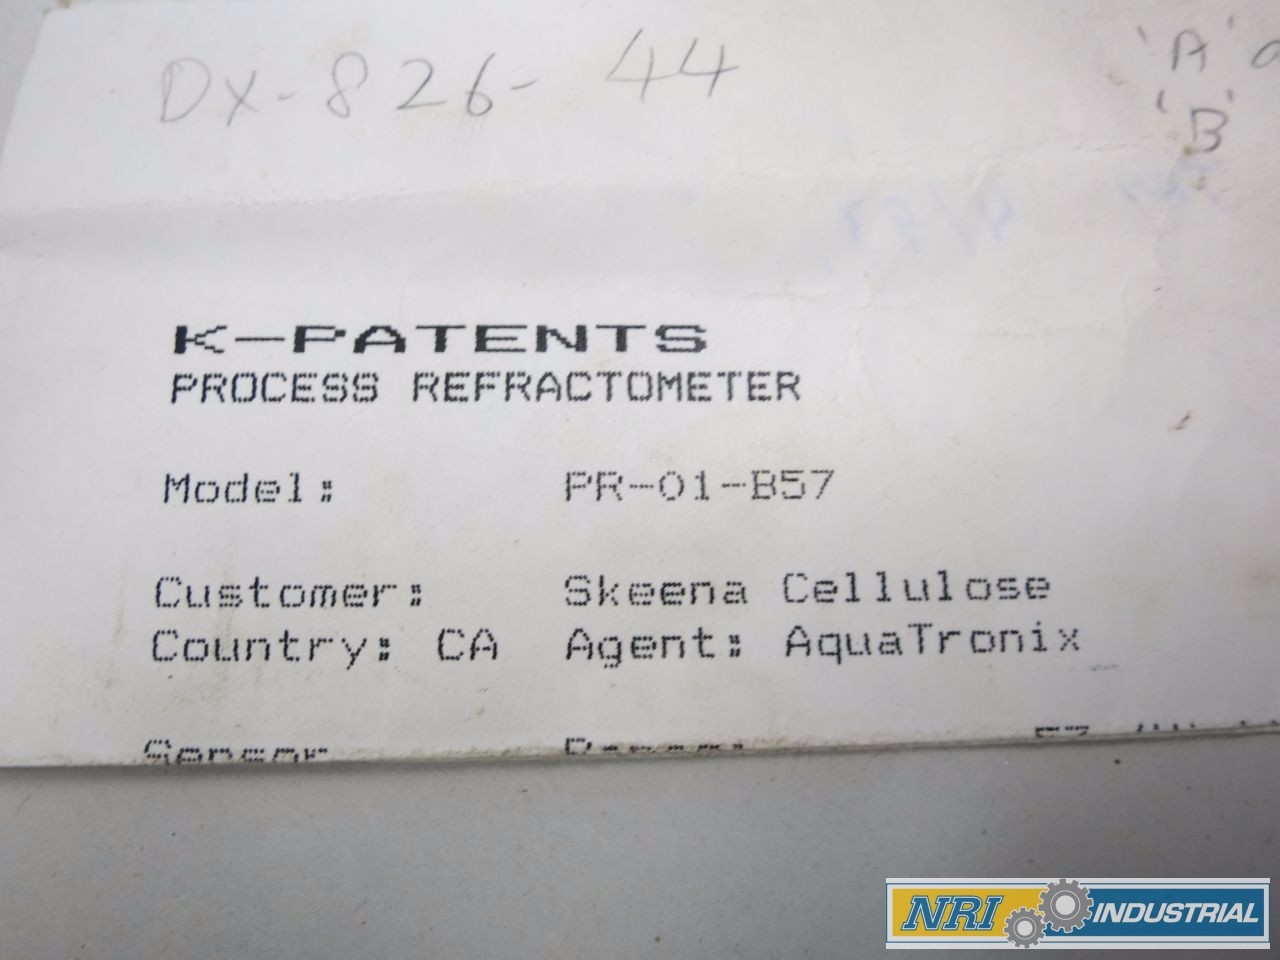 DX-826-44
'A'
'B'
K-PATENTS
PROCESS REFRACTOMETER
Model: PR-01-B57
Customer: Skeena Cellulose
Country: CA Agent: AquaTronix
Sensor
NRI INDUSTRIAL